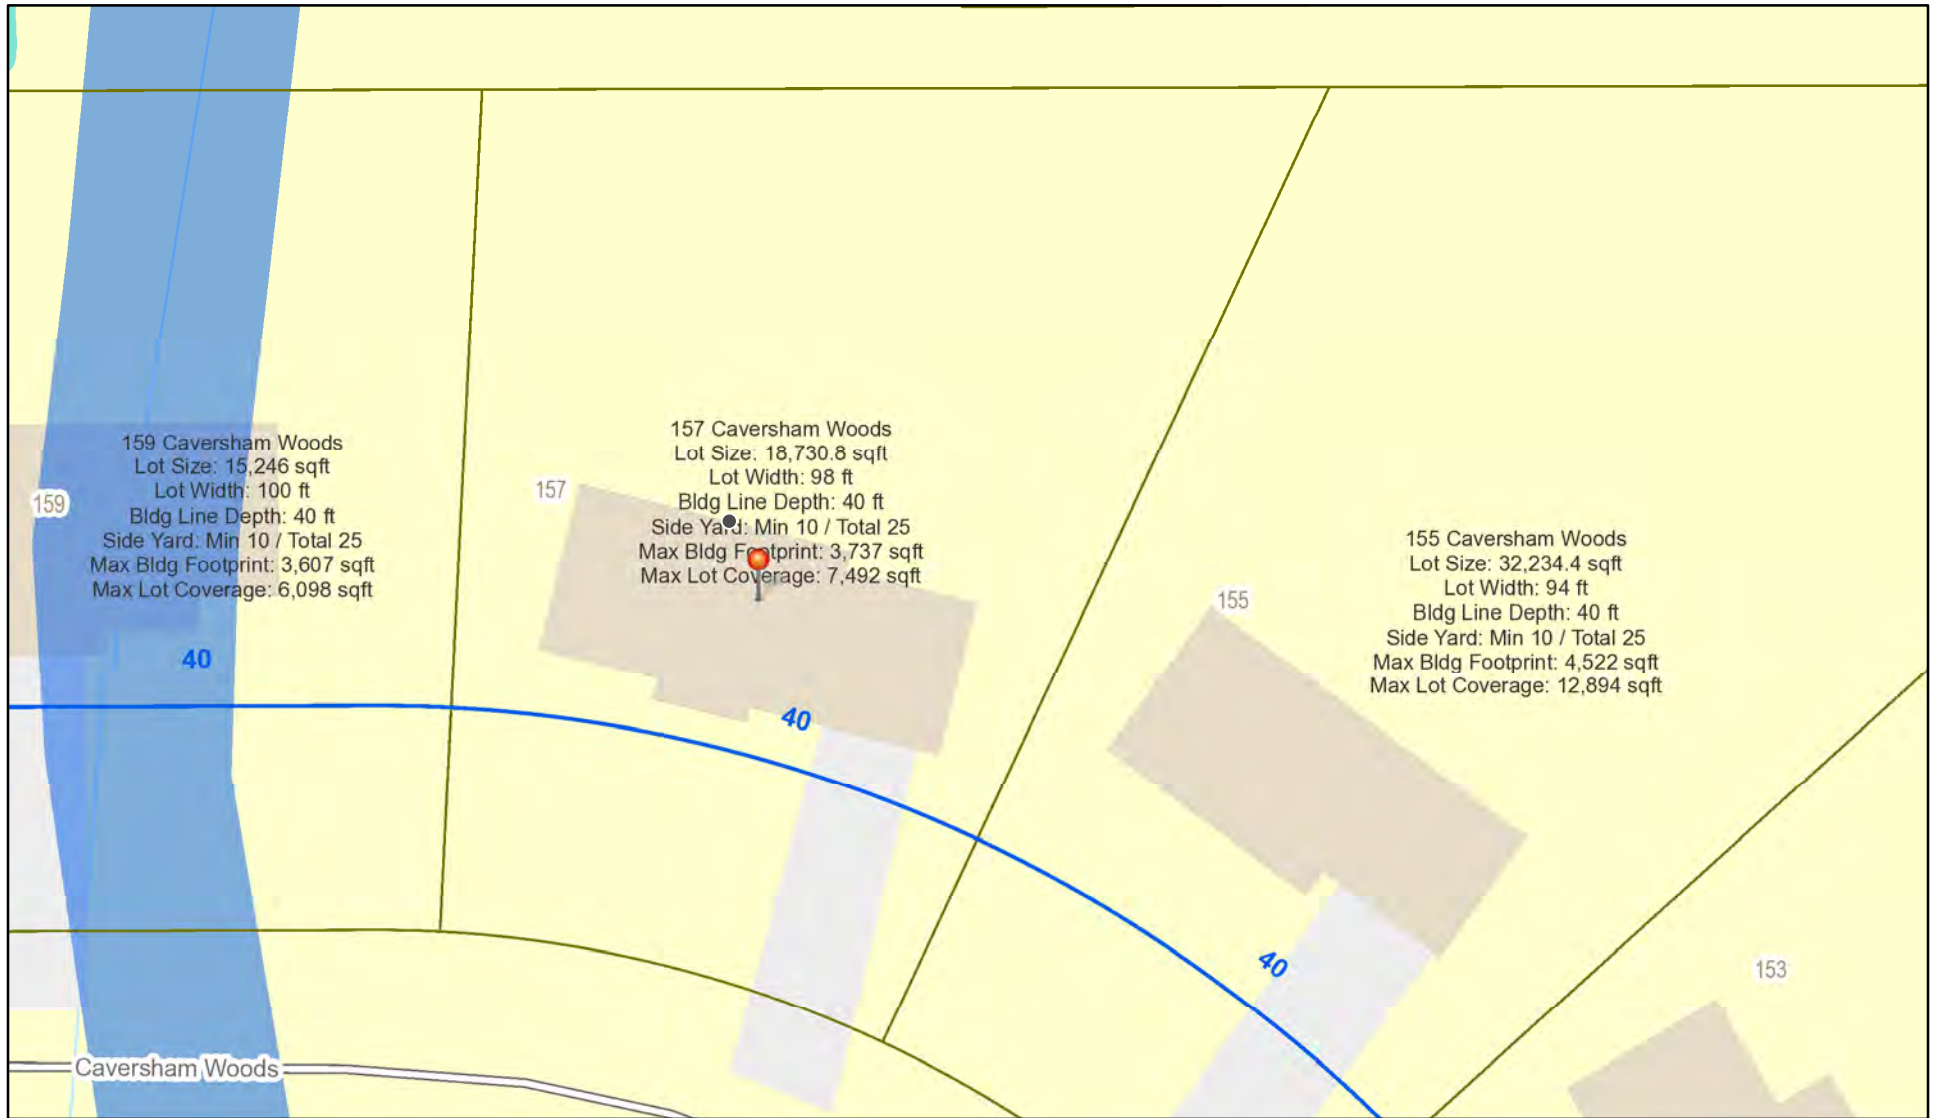 159 Caversham Woods
Lot Size: 15,246 sqft
Lot Width: 100 ft
Bldg Line Depth: 40 ft
Side Yard: Min 10 / Total 25
Max Bldg Footprint: 3,607 sqft
Max Lot Coverage: 6,098 sqft
159
40
157 Caversham Woods
Lot Size: 18,730.8 sqft
Lot Width: 98 ft
Bldg Line Depth: 40 ft
Side Yard: Min 10 / Total 25
Max Bldg Footprint: 3,737 sqft
Max Lot Coverage: 7,492 sqft
157
40
155 Caversham Woods
Lot Size: 32,234.4 sqft
Lot Width: 94 ft
Bldg Line Depth: 40 ft
Side Yard: Min 10 / Total 25
Max Bldg Footprint: 4,522 sqft
Max Lot Coverage: 12,894 sqft
155
40
153
Caversham Woods